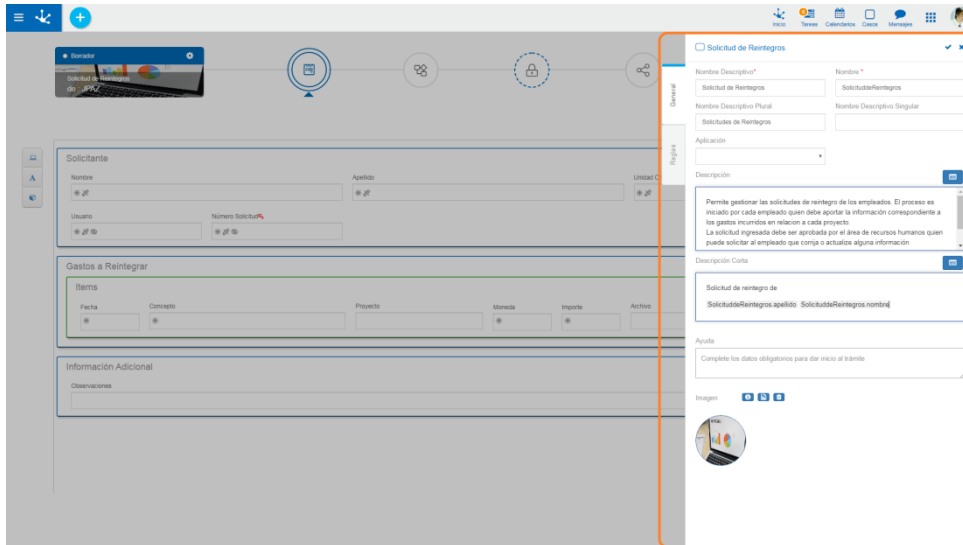 Inicio
6
Tareas
Calendarios
Casos
Mensajes
Borrador
Solicitud de Reintegros
de JPAZ
Solicitante
Nombre
Apellido
Unidad O
Usuario
Número Solicitud
Gastos a Reintegrar
Items
Fecha
Concepto
Proyecto
Moneda
Importe
Archivo
Información Adicional
Observaciones
General
Reglas
Solicitud de Reintegros
Nombre Descriptivo*
Nombre *
Solicitud de Reintegros
SolicituddeReintegros
Nombre Descriptivo Plural
Nombre Descriptivo Singular
Solicitudes de Reintegros
Aplicación
Descripción
Permite gestionar las solicitudes de reintegro de los empleados. El proceso es
iniciado por cada empleado quien debe aportar la información correspondiente a
los gastos incurridos en relacion a cada proyecto.
La solicitud ingresada debe ser aprobada por el área de recursos humanos quien
puede solicitar al empleado que corrija o actualize alguna información
Descripción Corta
Solicitud de reintegro de
SolicituddeReintegros.apellido SolicituddeReintegros.nombre
Ayuda
Complete los datos obligatorios para dar inicio al trámite
Imagen